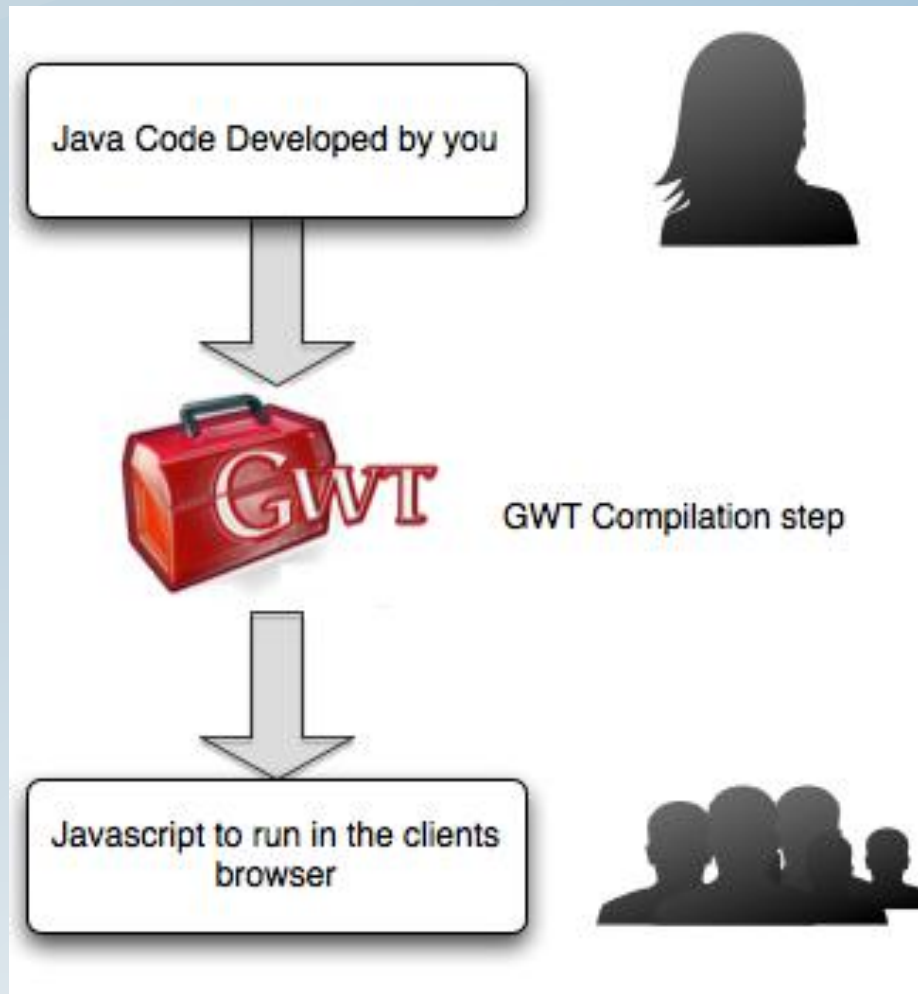 Java Code Developed by you
GWT
GWT Compilation step
Javascript to run in the clients
browser